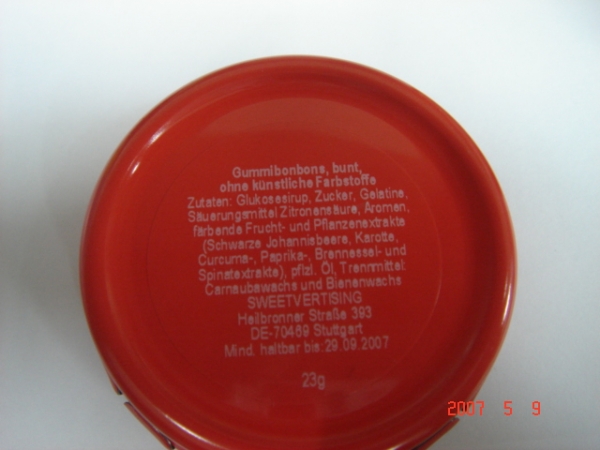 Gummibonbons, bunt,
ohne künstliche Farbstoffe
Zutaten: Glukosesirup, Zucker, Gelatine,
Säuerungsmittel Zitronensäure, Aromen,
färbende Frucht- und Pflanzenextrakte
(Schwarze Johannisbeere, Karotte,
Curcuma-, Paprika-, Brennessel- und
Spinatextrakte), pflzl. Öl, Trennmittel:
Carnaubawachs und Bienenwachs
SWEETVERTISING
Heilbronner Straße 393
DE-70469 Stuttgart
Mind. haltbar bis:29.09.2007
23g
2007 5 9